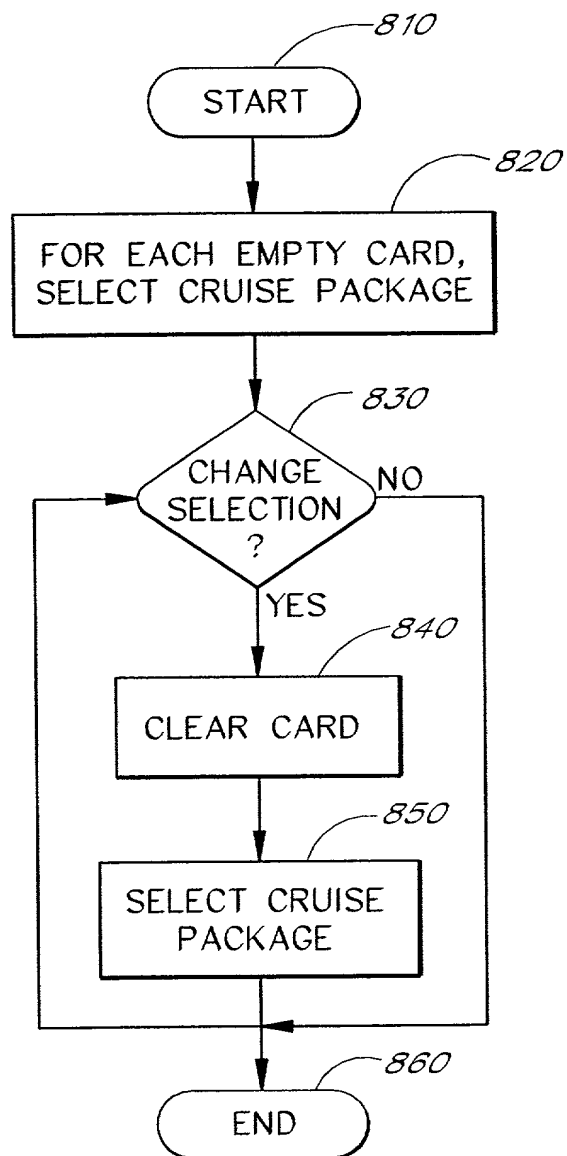 810
START
820
FOR EACH EMPTY CARD,
SELECT CRUISE PACKAGE
830
CHANGE
SELECTION
?
NO
YES
840
CLEAR CARD
850
SELECT CRUISE
PACKAGE
860
END